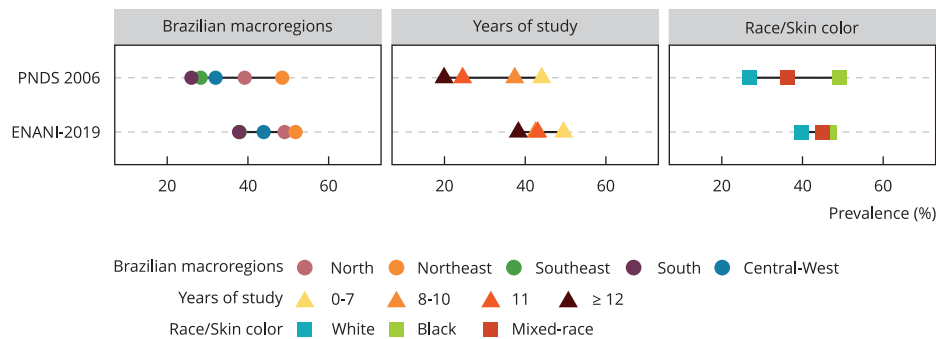 Brazilian macroregions Years of study Race/Skin color
PNDS 2006
ENANI-2019
20 40 60 20 40 60 20 40 60
Prevalence (%)
Brazilian macroregions North Northeast Southeast South Central-West
Years of study 0-7 8-10 11 ≥ 12
Race/Skin color White Black Mixed-race